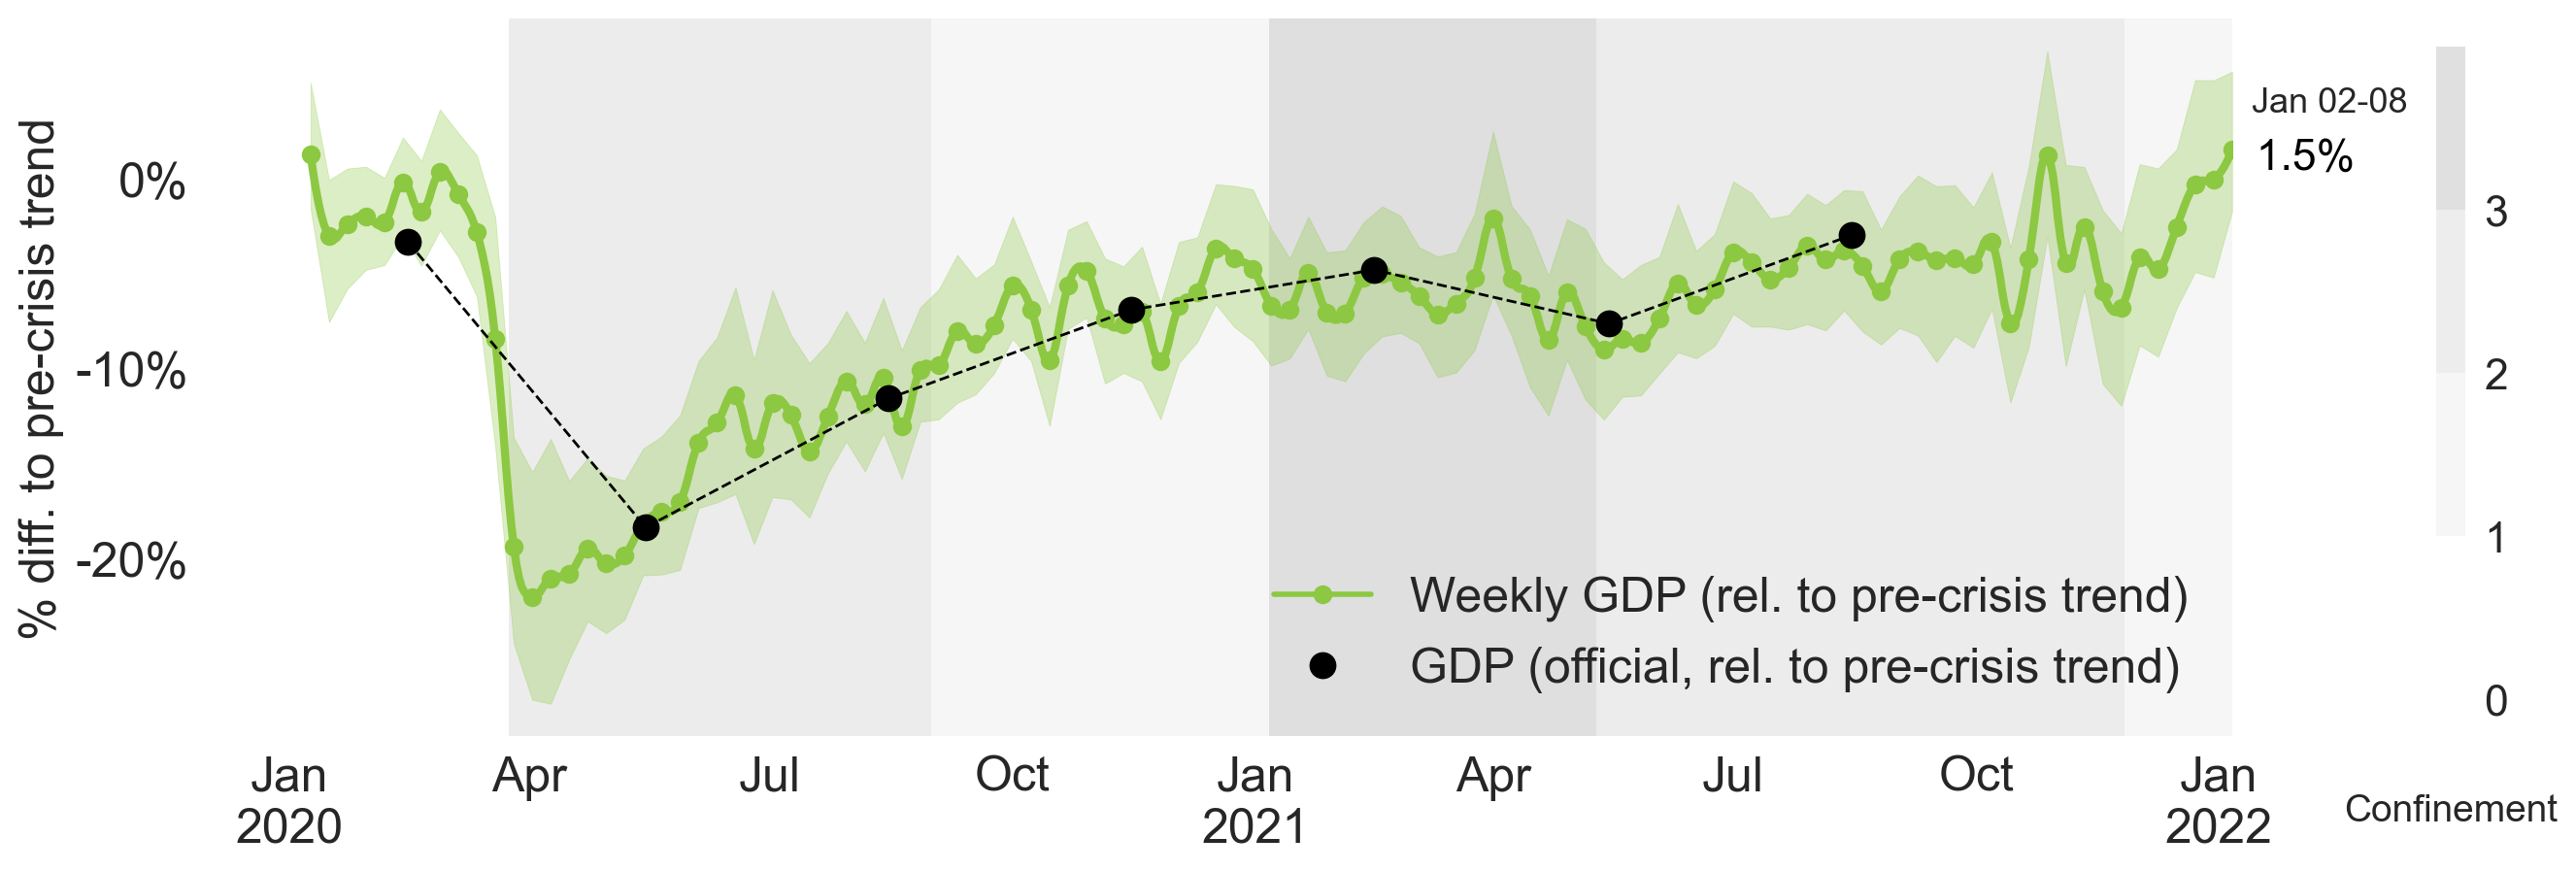 % diff. to pre-crisis trend
0%
-10%
-20%
Jan 02-08
1.5%
3
2
1
0
Weekly GDP (rel. to pre-crisis trend)
GDP (official, rel. to pre-crisis trend)
Jan Apr Jul Oct Jan Apr Jul Oct Jan
2020 2021 2022
Confinement